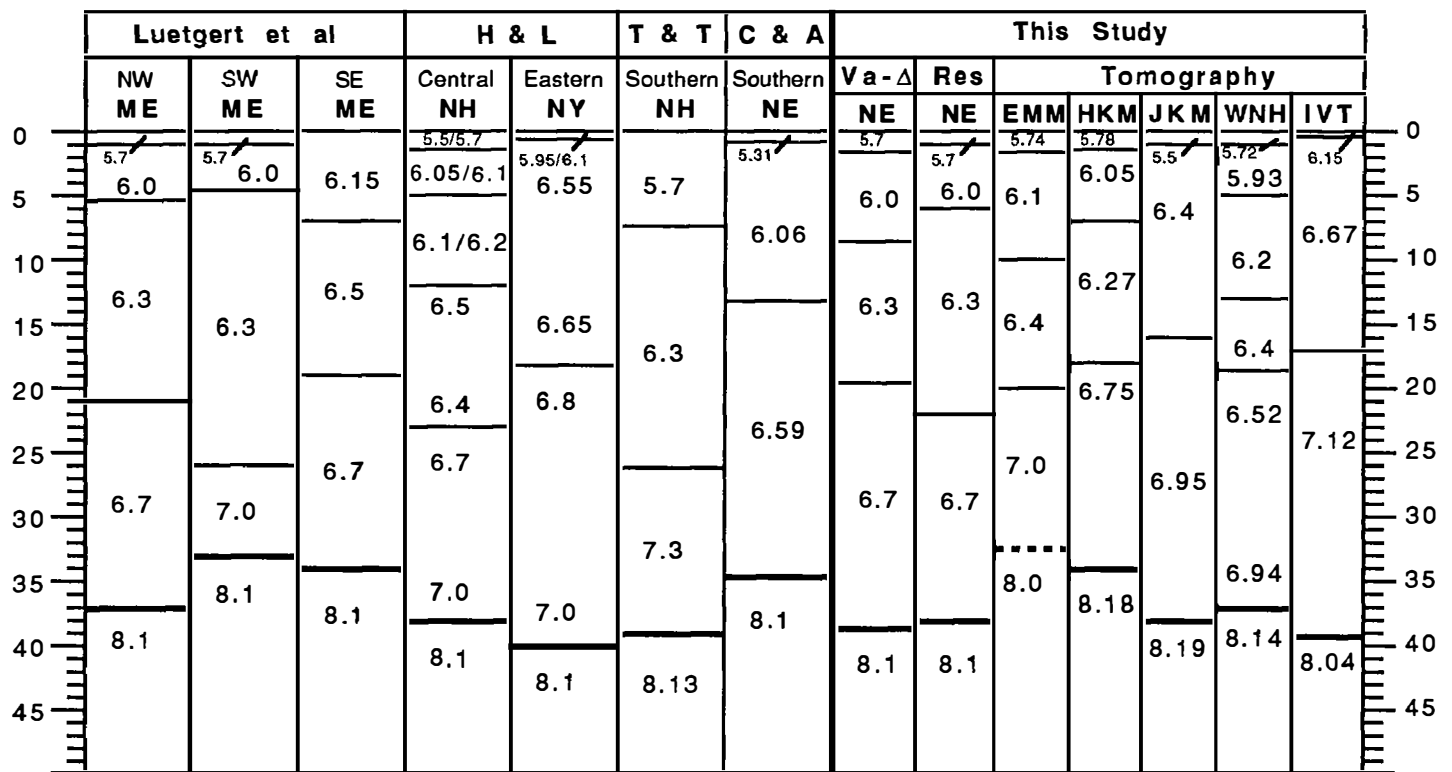 Luetgert et al H & L T & T C & A This Study
NW SW SE Central Eastern Southern Southern Va-Δ Res Tomography
ME ME ME NH NY NH NE NE NE EMM HKM JKM WNH IVT
0 5.5/5.7 5.7 5.74 5.78 0
5.7 5.7 5.95/6.1 5.31 5.7 5.5 5.72 6.15
6.0 6.0 6.15 6.05/6.1 6.55 5.7 6.0 6.0 6.1 6.05 6.4 5.93
5 5
6.1/6.2 6.06 6.2 6.67
10 10
6.3 6.5 6.5 6.3 6.3 6.27
15 6.3 6.65 6.3 6.4 6.4 15
20 6.4 6.8 6.59 6.75 6.52 20
25 6.7 6.7 7.0 7.12 25
6.7 7.0 6.7 6.7 6.95
30 7.3 30
35 8.1 8.1 7.0 7.0 8.1 8.0 8.18 6.94 35
40 8.1 8.1 8.1 8.1 8.19 8.14 8.04 40
8.1 8.13
45 45